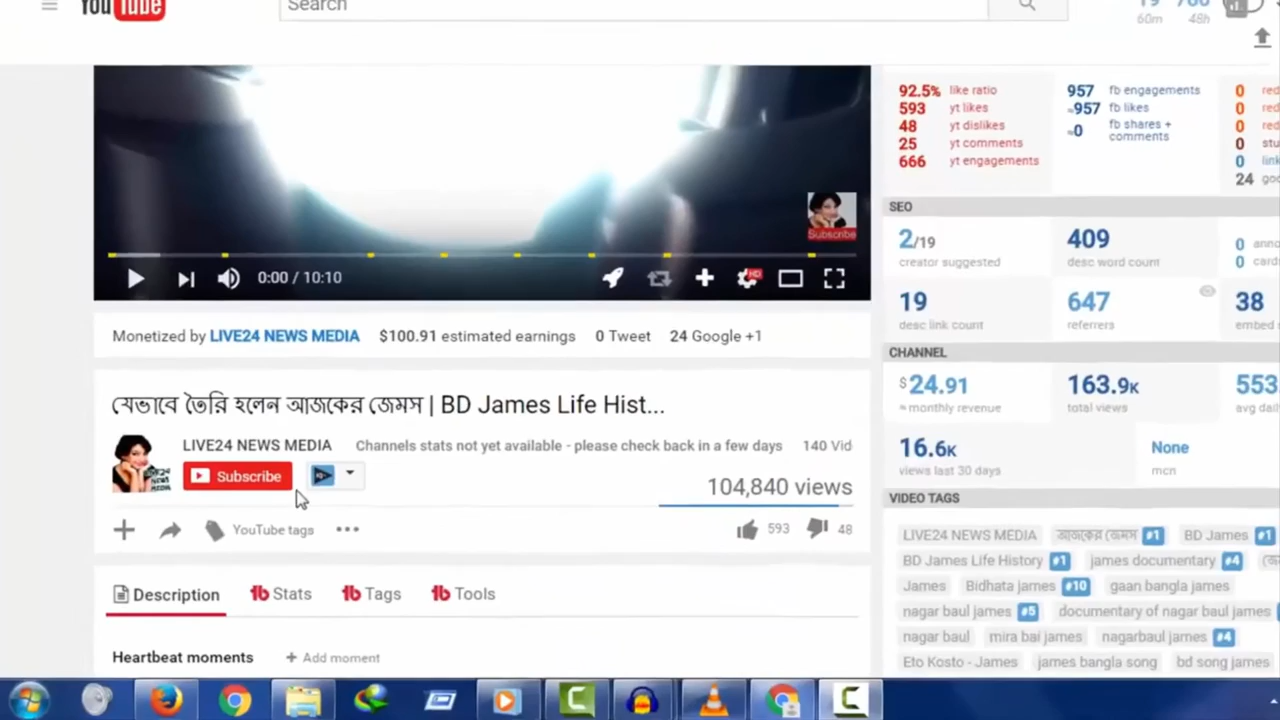 YouTube
Search
60m 48h
Subscribe
0:00 / 10:10
HD
Monetized by LIVE24 NEWS MEDIA $100.91 estimated earnings 0 Tweet 24 Google +1
যেভাবে তৈরি হলেন আজকের জেমস | BD James Life Hist...
LIVE24 NEWS MEDIA Channels stats not yet available - please check back in a few days 140 Vid
Subscribe
104,840 views
YouTube tags ••• 593 48
Description Stats Tags Tools
Heartbeat moments + Add moment
92.5% like ratio 957 fb engagements 0
593 yt likes ≈957 fb likes 0
48 yt dislikes ≈0 fb shares + comments 0
25 yt comments 0
666 yt engagements 0
24
SEO
2/19 409 0
creator suggested desc word count 0
19 647 38
desc link count referrers embed
CHANNEL
$24.91 163.9K 553
≈ monthly revenue total views
16.6K None
views last 30 days mcn
VIDEO TAGS
LIVE24 NEWS MEDIA আজকের জেমস #1 BD James #1
BD James Life History #1 james documentary #4
James Bidhata james #10 gaan bangla james
nagar baul james #5 documentary of nagar baul james
nagar baul mira bai james nagarbaul james #4
Eto Kosto - James james bangla song bd song james